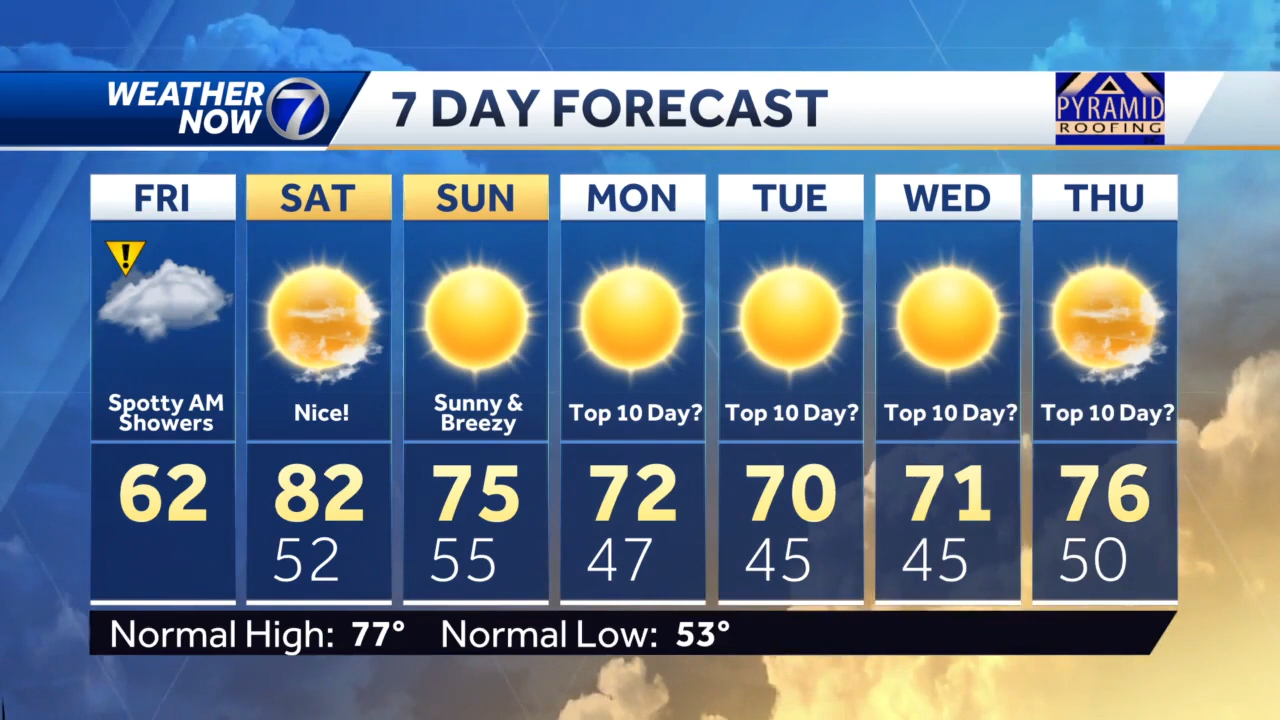 WEATHER
NOW 7
7 DAY FORECAST
PYRAMID
ROOFING
FRI
SAT
SUN
MON
TUE
WED
THU
!
Spotty AM
Showers
Nice!
Sunny &
Breezy
Top 10 Day?
Top 10 Day?
Top 10 Day?
Top 10 Day?
62
82
75
72
70
71
76
52
55
47
45
45
50
Normal High: 77° Normal Low: 53°